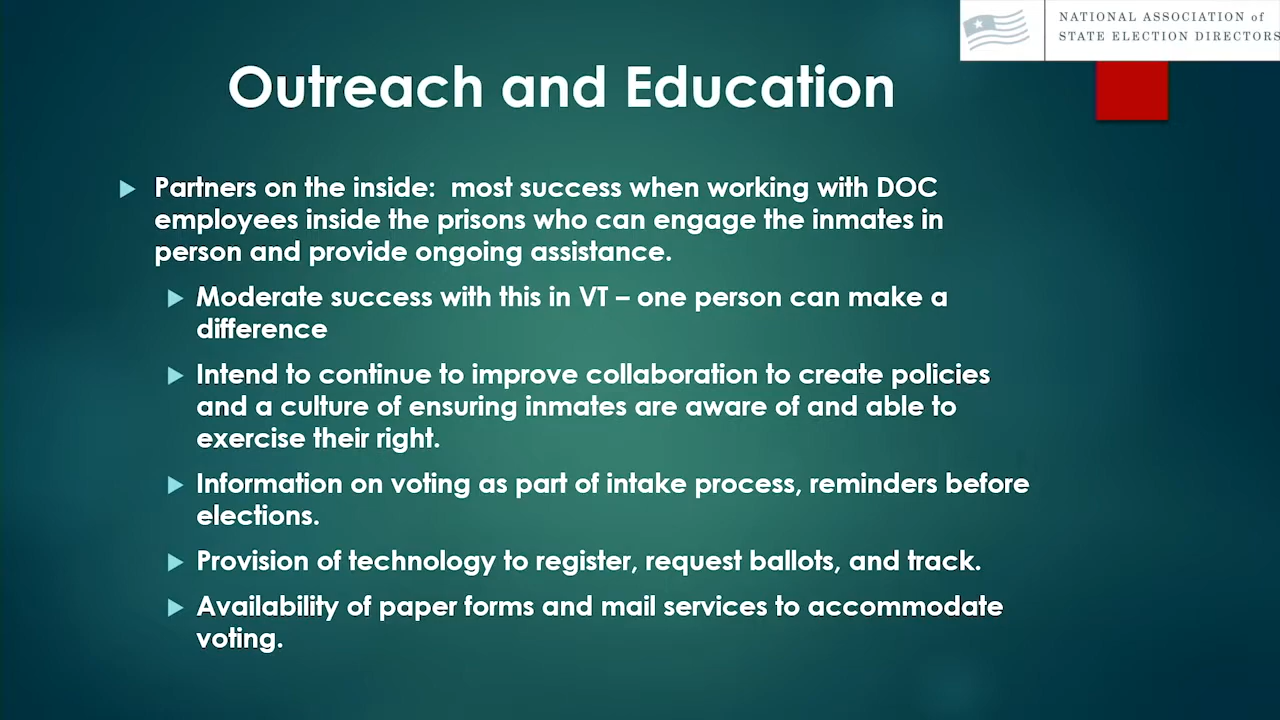 NATIONAL ASSOCIATION of
STATE ELECTION DIRECTORS
Outreach and Education
Partners on the inside: most success when working with DOC
employees inside the prisons who can engage the inmates in
person and provide ongoing assistance.
Moderate success with this in VT – one person can make a
difference
Intend to continue to improve collaboration to create policies
and a culture of ensuring inmates are aware of and able to
exercise their right.
Information on voting as part of intake process, reminders before
elections.
Provision of technology to register, request ballots, and track.
Availability of paper forms and mail services to accommodate
voting.